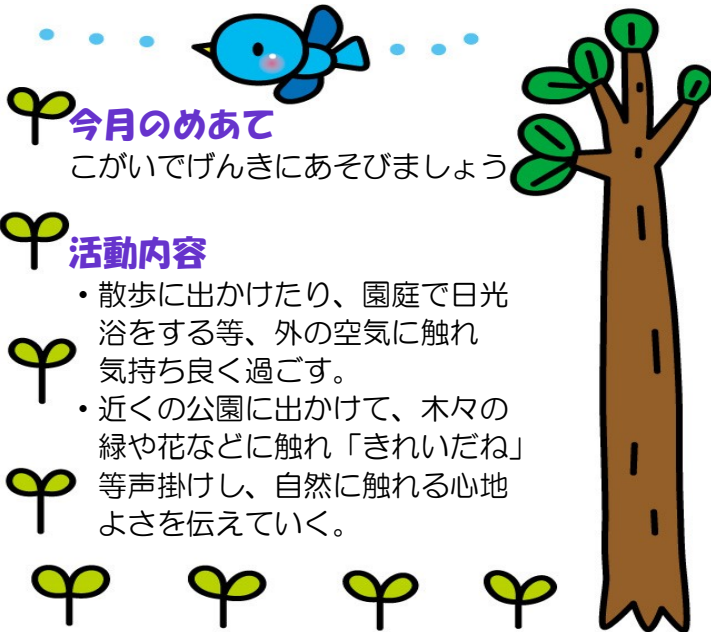 今月のめあて
こがいでげんきにあそびましょう
活動内容
・散歩に出かけたり、園庭で日光
浴をする等、外の空気に触れ
気持ち良く過ごす。
・近くの公園に出かけて、木々の
緑や花などに触れ「きれいだね」
等声掛けし、自然に触れる心地
よさを伝えていく。